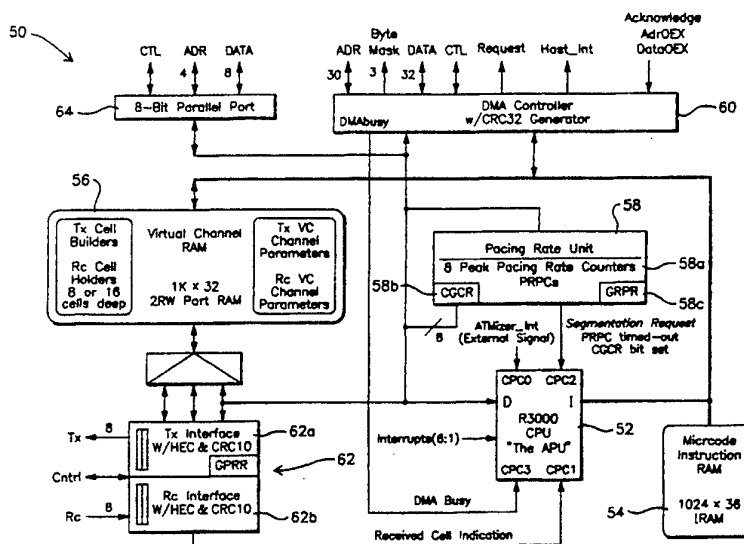 50
CTL ADR DATA
4 8
8-Bit Parallel Port
64
Byte
ADR Mask DATA CTL Request Host_Int
30 3 32
Acknowledge
AdrOEX
DataOEX
DMA Controller
DMAbusy w/CRC32 Generator
60
56
Tx Cell
Builders
Rc Cell
Holders
8 or 16
cells deep
Virtual Channel
RAM
1K × 32
2RW Port RAM
Tx VC
Channel
Parameters
Rc VC
Channel
Parameters
58
Pacing Rate Unit
8 Peak Pacing Rate Counters
PRPCs
58a
58b
CGCR
GRPR
58c
6
ATMizer_Int
(External Signal)
Segmentation Request
PRPC timed-out
CGCR bit set
CPC0 CPC2
D I
R3000
CPU
"The APU"
CPC3 CPC1
52
Interrupts(6:1)
DMA Busy
Received Cell Indication
8
Tx
Cntrl
8
Rc
Tx Interface
W/HEC & CRC10
GPRR
Rc Interface
W/HEC & CRC10
62a
62
62b
Micrcode
Instruction
RAM
1024 × 36
IRAM
54